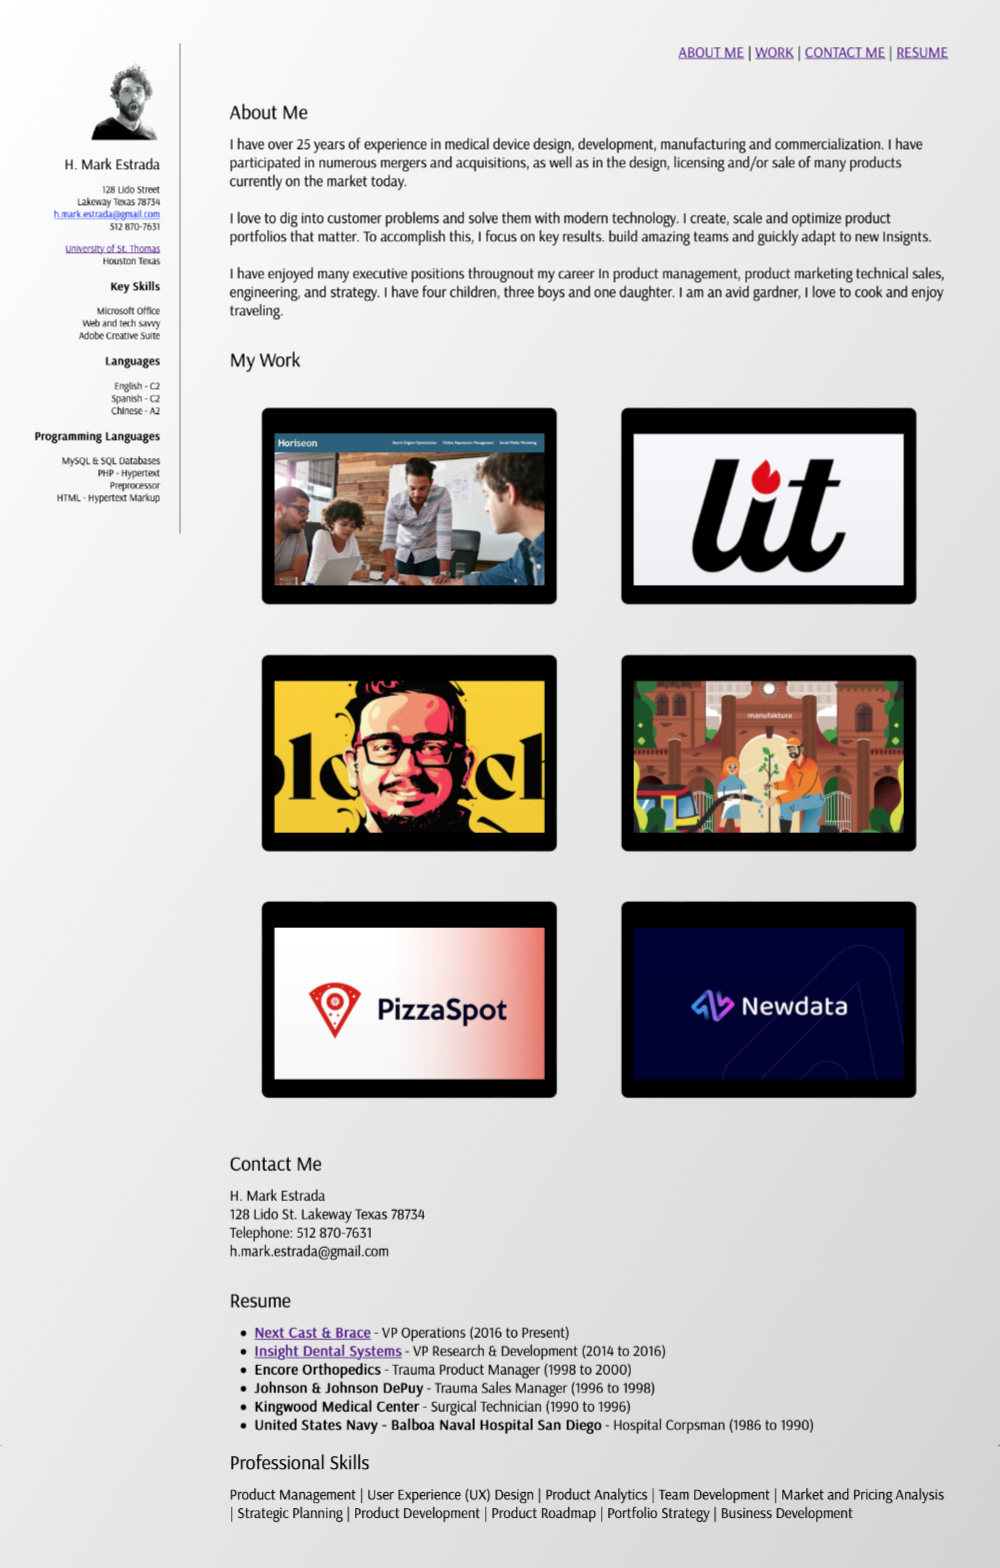 ABOUT ME | WORK | CONTACT ME | RESUME
H. Mark Estrada
128 Lido Street
Lakeway Texas 78734
h.mark.estrada@gmail.com
512 870-7631
University of St. Thomas
Houston Texas
Key Skills
Microsoft Office
Web and tech savvy
Adobe Creative Suite
Languages
English - C2
Spanish - C2
Chinese - A2
Programming Languages
MySQL & SQL Databases
PHP - Hypertext
Preprocessor
HTML - Hypertext Markup
About Me
I have over 25 years of experience in medical device design, development, manufacturing and commercialization. I have
participated in numerous mergers and acquisitions, as well as in the design, licensing and/or sale of many products
currently on the market today.
I love to dig into customer problems and solve them with modern technology. I create, scale and optimize product
portfolios that matter. To accomplish this, I focus on key results. build amazing teams and guickly adapt to new Insignts.
I have enjoyed many executive positions througnout my career In product management, product marketing technical sales,
engineering, and strategy. I have four children, three boys and one daughter. I am an avid gardner, I love to cook and enjoy
traveling.
My Work
Horiseon
Search Engine Optimization Online Reputation Management Social Media Marketing
lit
manufaktura
PizzaSpot
Newdata
Contact Me
H. Mark Estrada
128 Lido St. Lakeway Texas 78734
Telephone: 512 870-7631
h.mark.estrada@gmail.com
Resume
Next Cast & Brace - VP Operations (2016 to Present)
Insight Dental Systems - VP Research & Development (2014 to 2016)
Encore Orthopedics - Trauma Product Manager (1998 to 2000)
Johnson & Johnson DePuy - Trauma Sales Manager (1996 to 1998)
Kingwood Medical Center - Surgical Technician (1990 to 1996)
United States Navy - Balboa Naval Hospital San Diego - Hospital Corpsman (1986 to 1990)
Professional Skills
Product Management | User Experience (UX) Design | Product Analytics | Team Development | Market and Pricing Analysis
| Strategic Planning | Product Development | Product Roadmap | Portfolio Strategy | Business Development